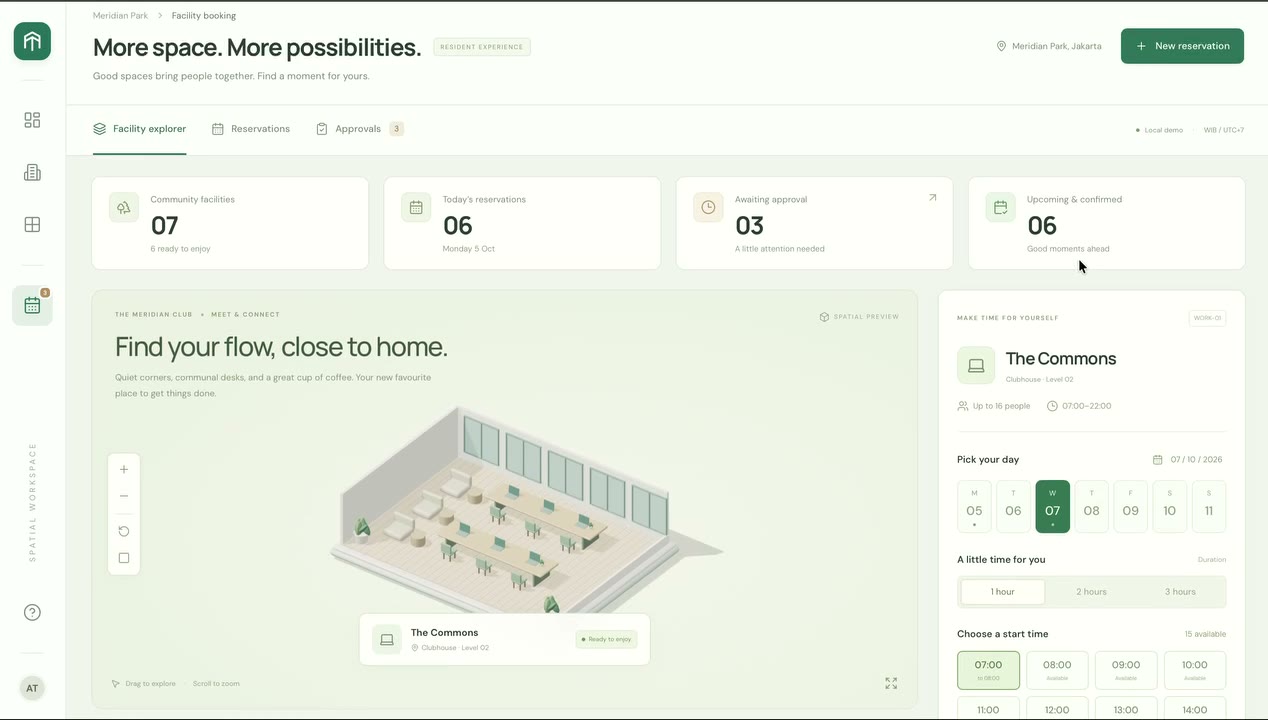 Meridian Park > Facility booking
More space. More possibilities.
RESIDENT EXPERIENCE
Good spaces bring people together. Find a moment for yours.
Meridian Park, Jakarta
+ New reservation
Facility explorer
Reservations
Approvals 3
Local demo · WIB / UTC+7
Community facilities
07
6 ready to enjoy
Today's reservations
06
Monday 5 Oct
Awaiting approval
03
A little attention needed
Upcoming & confirmed
06
Good moments ahead
3
SPATIAL WORKSPACE
AT
THE MERIDIAN CLUB • MEET & CONNECT
SPATIAL PREVIEW
Find your flow, close to home.
Quiet corners, communal desks, and a great cup of coffee. Your new favourite
place to get things done.
The Commons
Clubhouse · Level 02
Ready to enjoy
Drag to explore · Scroll to zoom
MAKE TIME FOR YOURSELF
WORK-01
The Commons
Clubhouse · Level 02
Up to 16 people
07:00–22:00
Pick your day
07 / 10 / 2026
M T W T F S S
05 06 07 08 09 10 11
A little time for you
Duration
1 hour 2 hours 3 hours
Choose a start time
15 available
07:00 08:00 09:00 10:00
to 08:00 Available Available Available
11:00 12:00 13:00 14:00